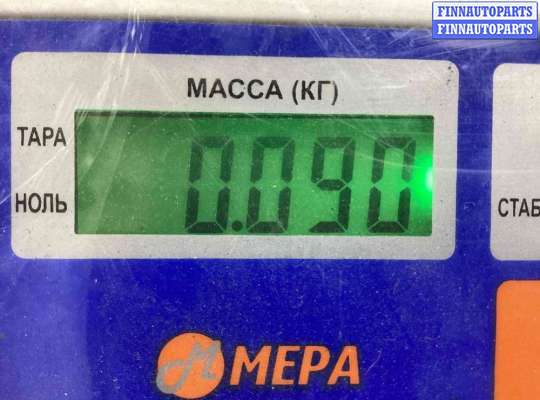 FINNAUTOPARTS
FINNAUTOPARTS
МАССА (КГ)
ТАРА
0.090
НОЛЬ
СТАБ
МЕРА